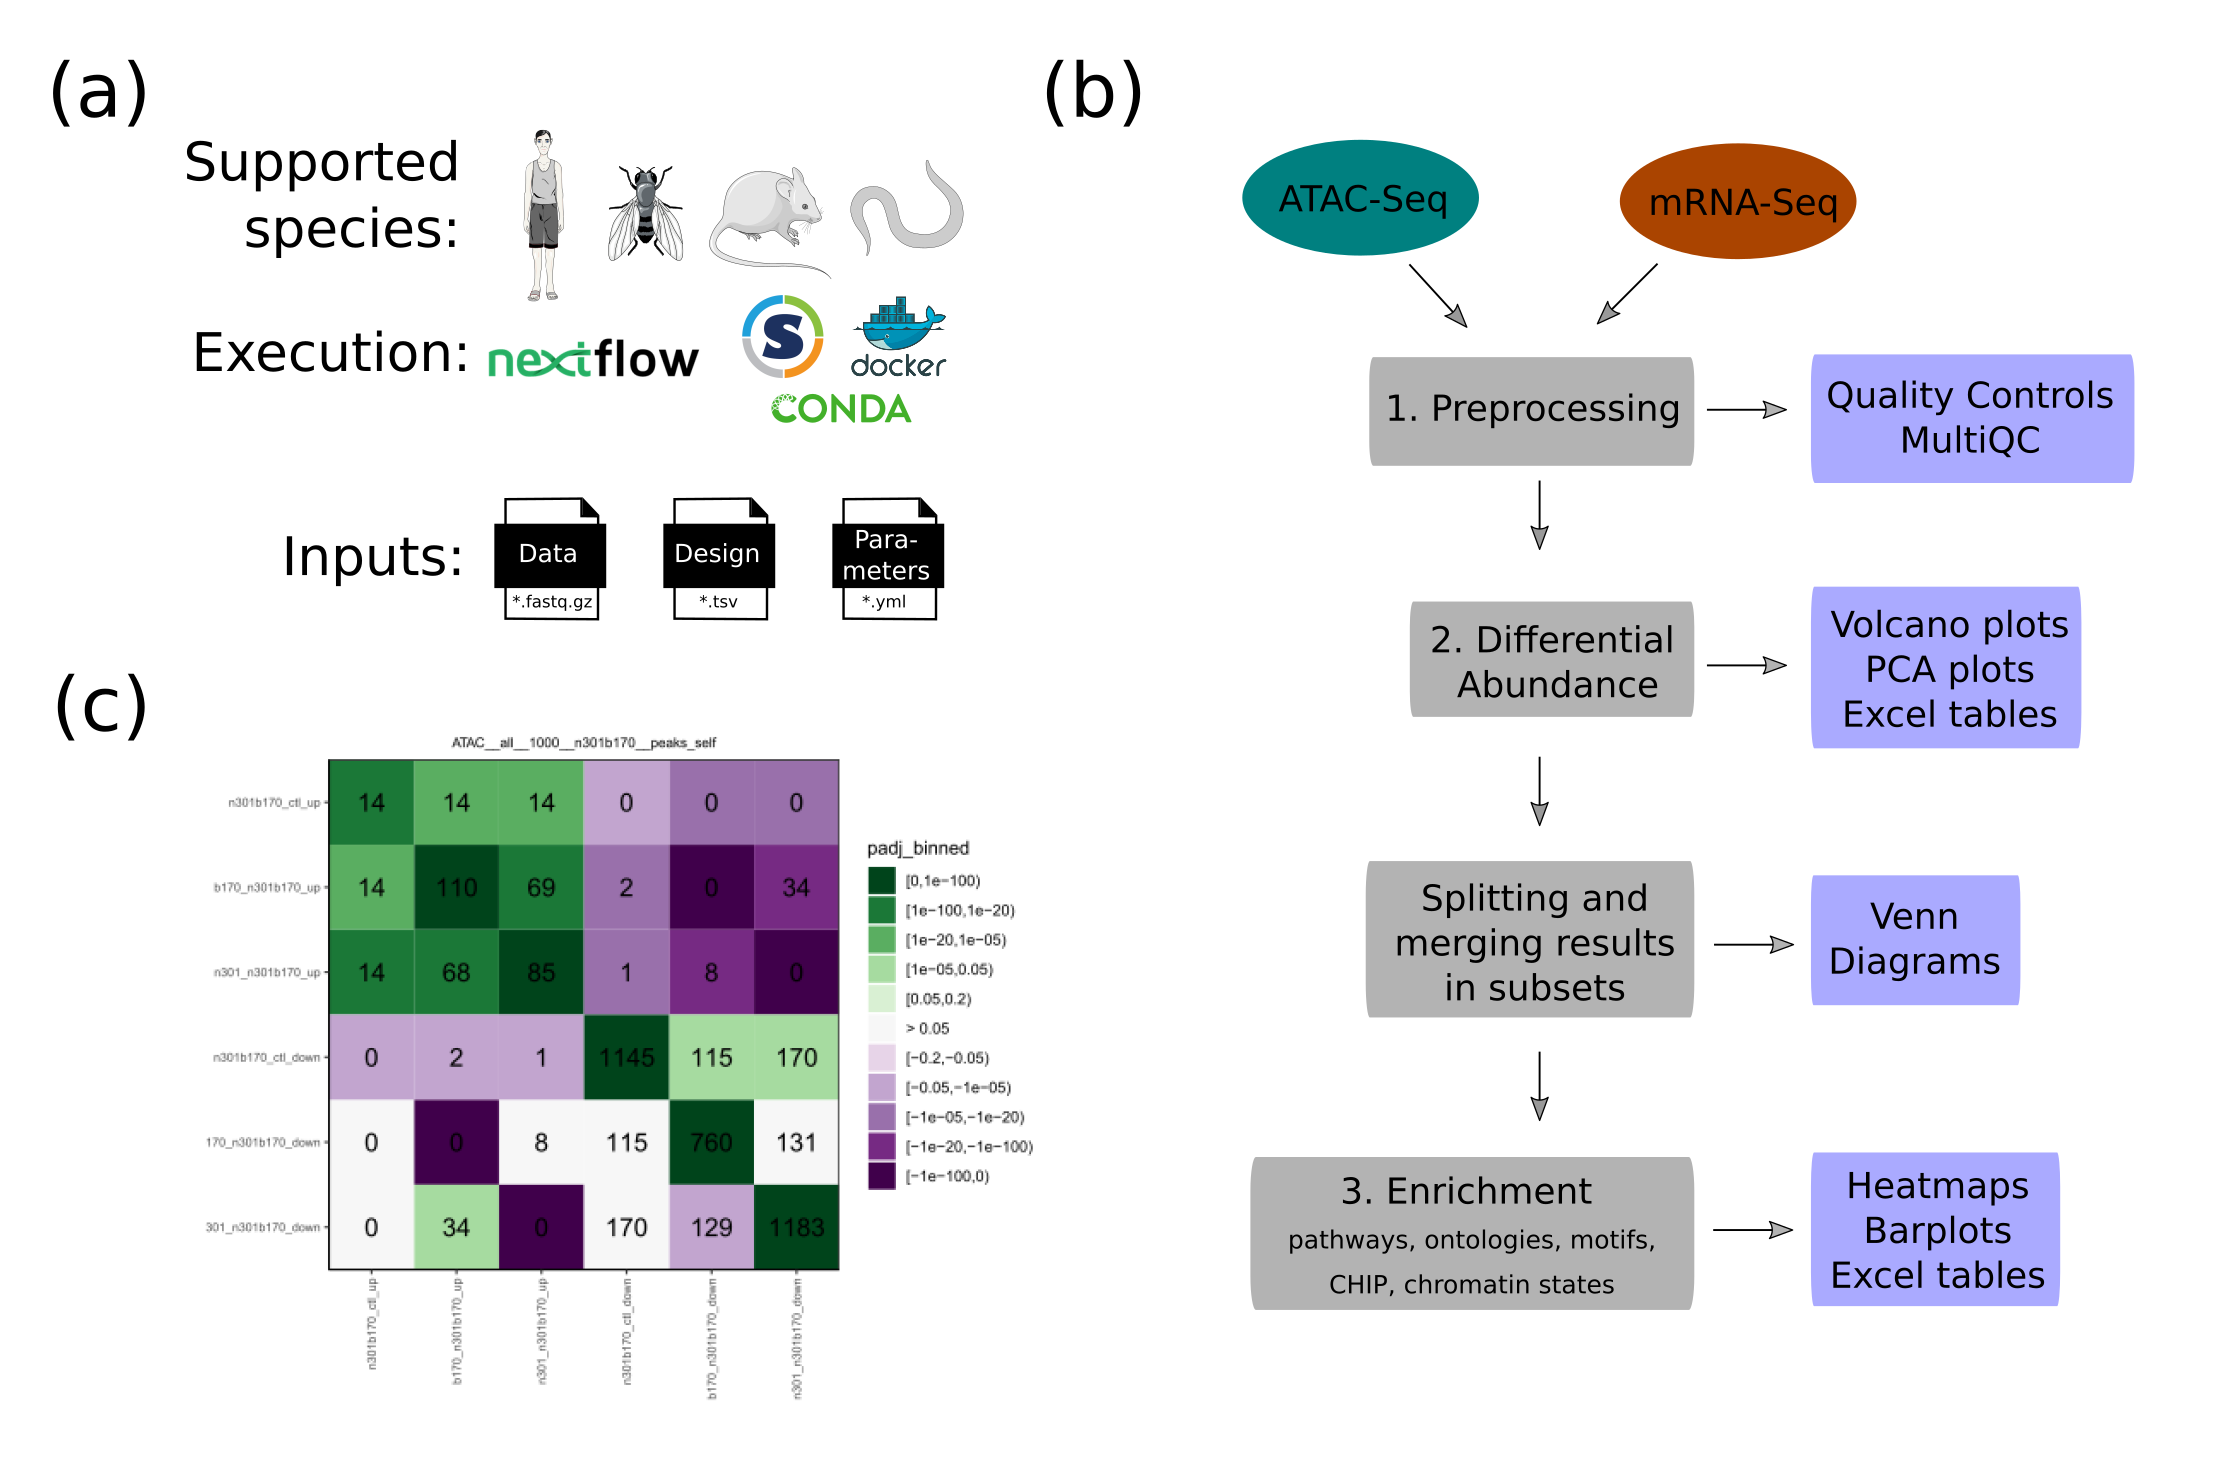 (a)
Supported
species:
Execution:
nextflow
S
docker
CONDA
Inputs:
Data
*.fastq.gz
Design
*.tsv
Para-
meters
*.yml
(b)
ATAC-Seq
mRNA-Seq
1. Preprocessing
Quality Controls
MultiQC
2. Differential
Abundance
Volcano plots
PCA plots
Excel tables
Splitting and
merging results
in subsets
Venn
Diagrams
3. Enrichment
pathways, ontologies, motifs,
CHIP, chromatin states
Heatmaps
Barplots
Excel tables
(c)
ATAC__all__1000__n301b170__peaks_self
n301b170_ctl_up 14 14 14 0 0 0
b170_n301b170_up 14 110 69 2 0 34
n301_n301b170_up 14 68 85 1 8 0
n301b170_ctl_down 0 2 1 1145 115 170
170_n301b170_down 0 0 8 115 760 131
301_n301b170_down 0 34 0 170 129 1183
n301b170_ctl_up
b170_n301b170_up
n301_n301b170_up
n301b170_ctl_down
b170_n301b170_down
n301_n301b170_down
padj_binned
[0,1e−100)
[1e−100,1e−20)
[1e−20,1e−05)
[1e−05,0.05)
[0.05,0.2)
> 0.05
[−0.2,−0.05)
[−0.05,−1e−05)
[−1e−05,−1e−20)
[−1e−20,−1e−100)
[−1e−100,0)